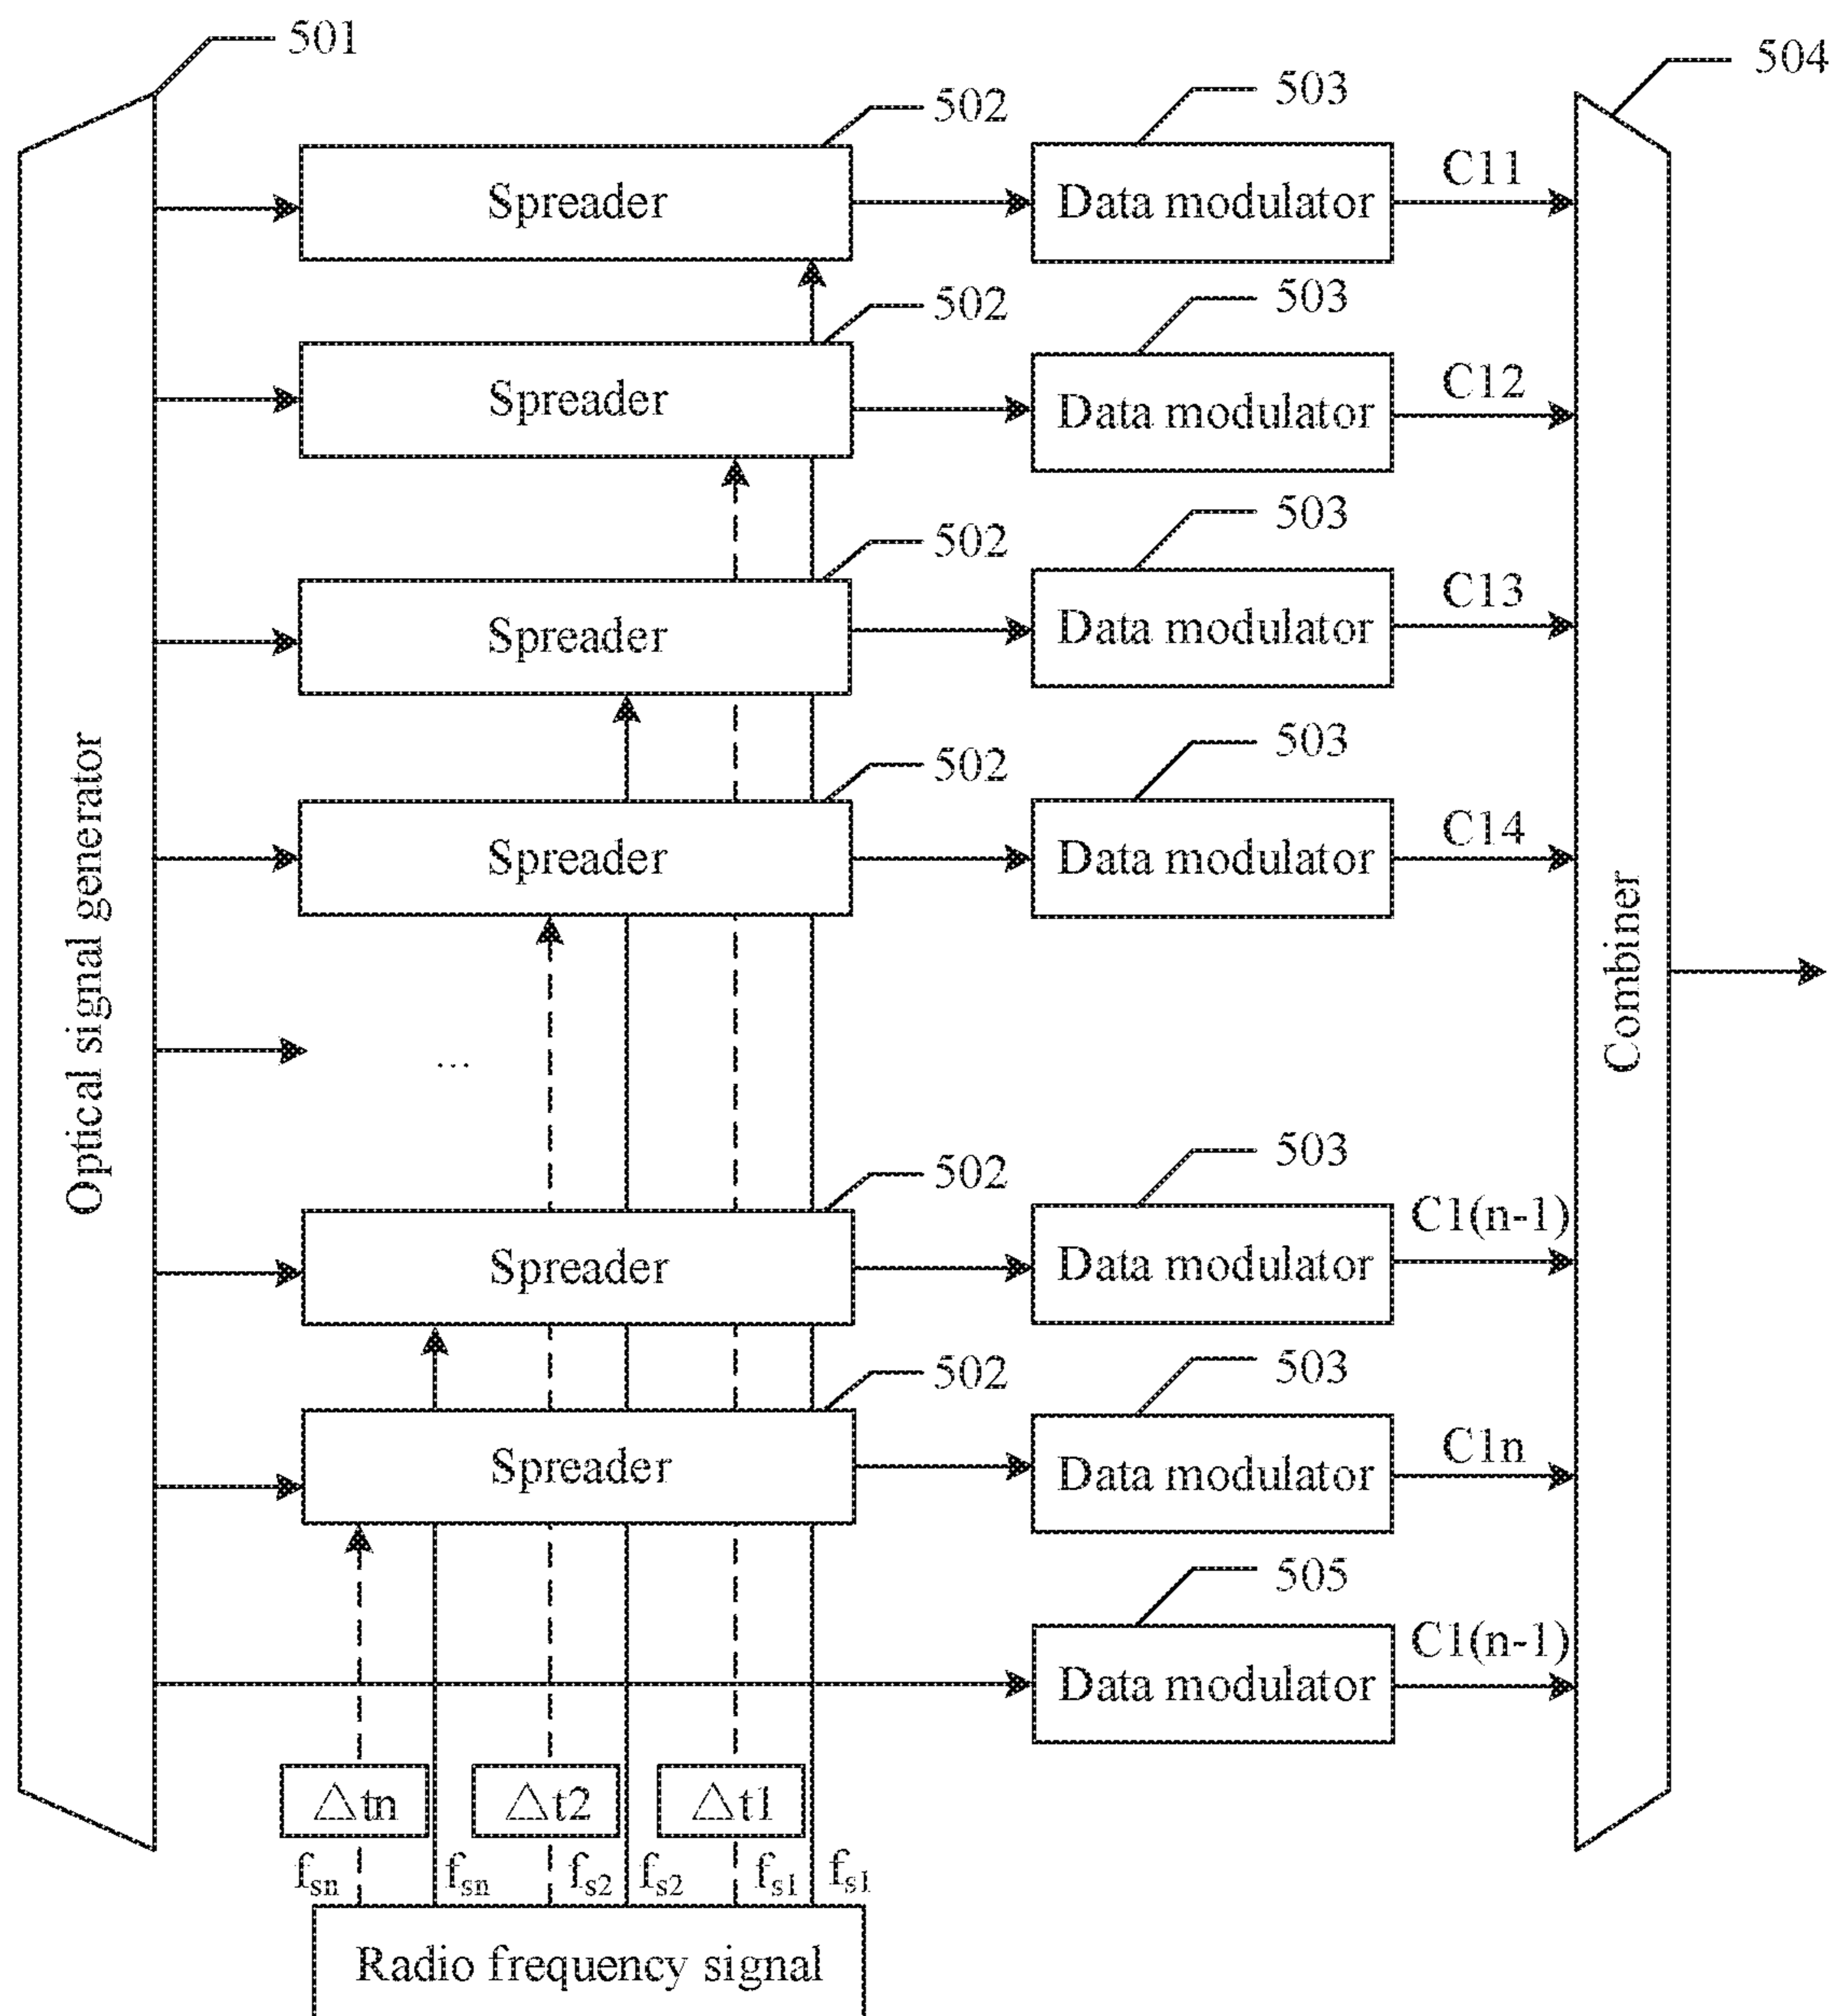 501
504
502
503
Spreader
Data modulator
C11
502
503
Spreader
Data modulator
C12
502
503
Spreader
Data modulator
C13
502
503
Spreader
Data modulator
C14
Optical signal generator
...
Combiner
502
503
Spreader
Data modulator
C1(n-1)
502
503
Spreader
Data modulator
C1n
505
Data modulator
C1(n-1)
△tn
△t2
△t1
fsn
fsn
fs2
fs2
fs1
fs1
Radio frequency signal